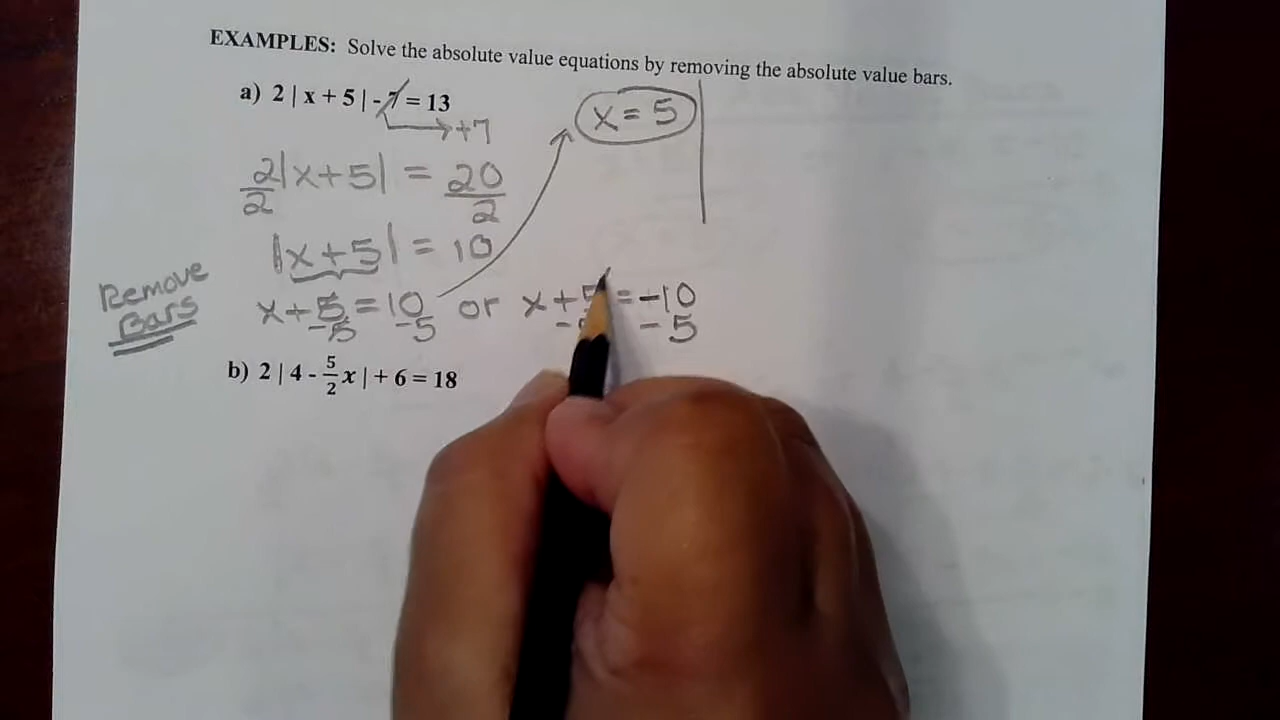 EXAMPLES: Solve the absolute value equations by removing the absolute value bars.
a) 2 | x + 5 | - 7 = 13
x = 5
+7
2|x+5| = 20
2 2
|x+5| = 10
Remove
Bars
x+5=10 or x+5=-10
-5 -5 - -5
b) 2 | 4 - 5/2 x | + 6 = 18